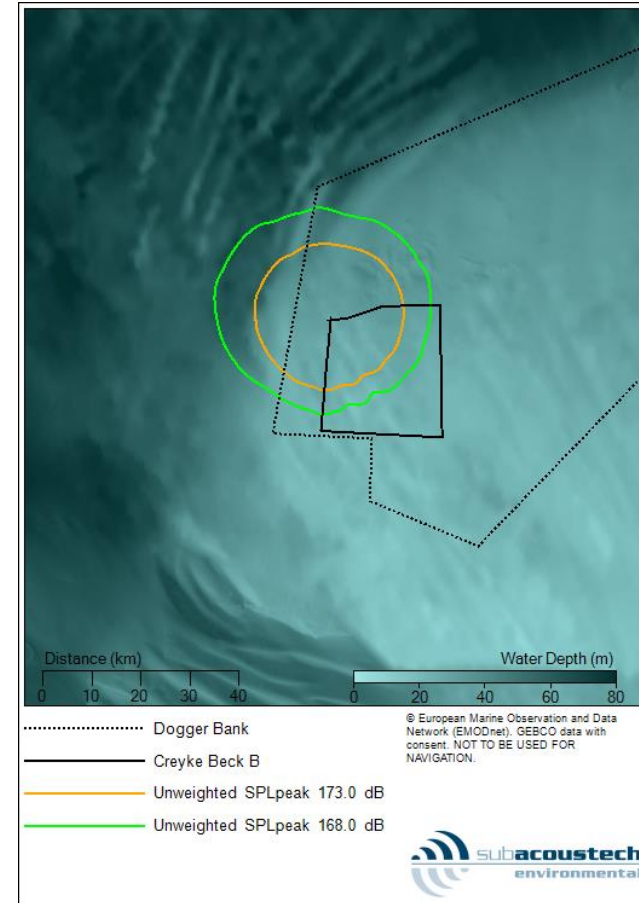 Distance (km)
0 10 20 30 40
Water Depth (m)
0 20 40 60 80
Dogger Bank
Creyke Beck B
Unweighted SPLpeak 173.0 dB
Unweighted SPLpeak 168.0 dB
© European Marine Observation and Data
Network (EMODnet). GEBCO data with
consent. NOT TO BE USED FOR
NAVIGATION.
subacoustech
environmental